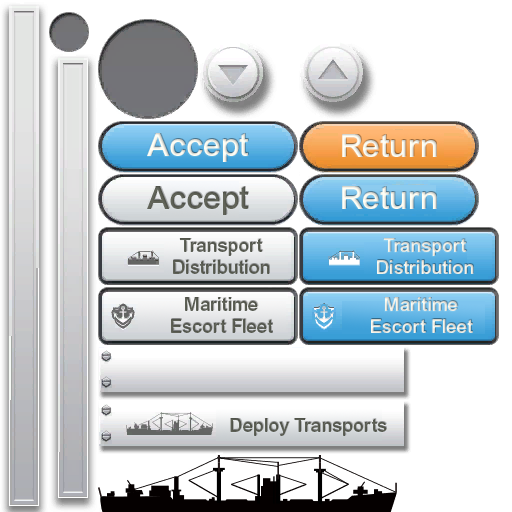 Accept
Return
Accept
Return
Transport
Distribution
Transport
Distribution
Maritime
Escort Fleet
Maritime
Escort Fleet
Deploy Transports